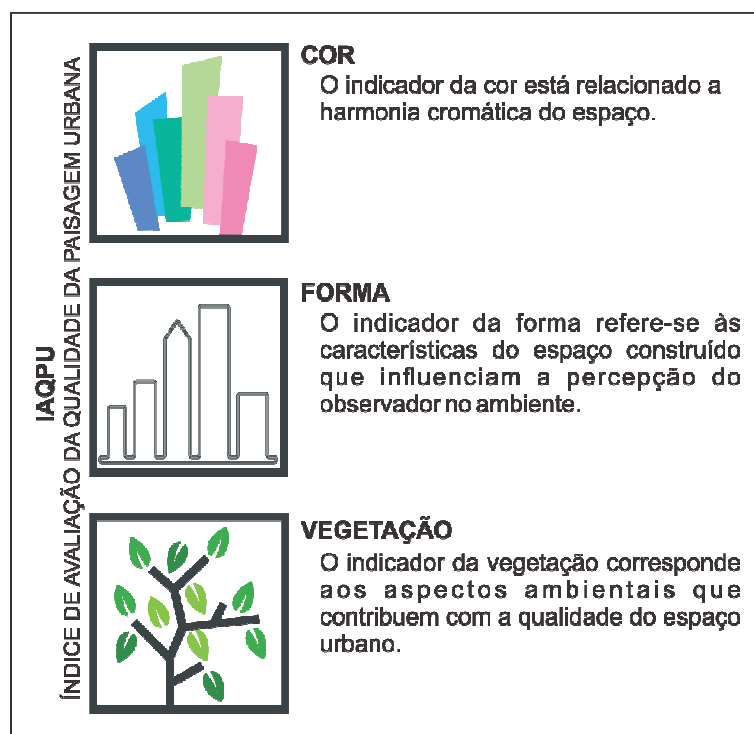 IAQPU
ÍNDICE DE AVALIAÇÃO DA QUALIDADE DA PAISAGEM URBANA
COR
O indicador da cor está relacionado a
harmonia cromática do espaço.
FORMA
O indicador da forma refere-se às
características do espaço construído
que influenciam a percepção do
observador no ambiente.
VEGETAÇÃO
O indicador da vegetação corresponde
aos aspectos ambientais que
contribuem com a qualidade do espaço
urbano.